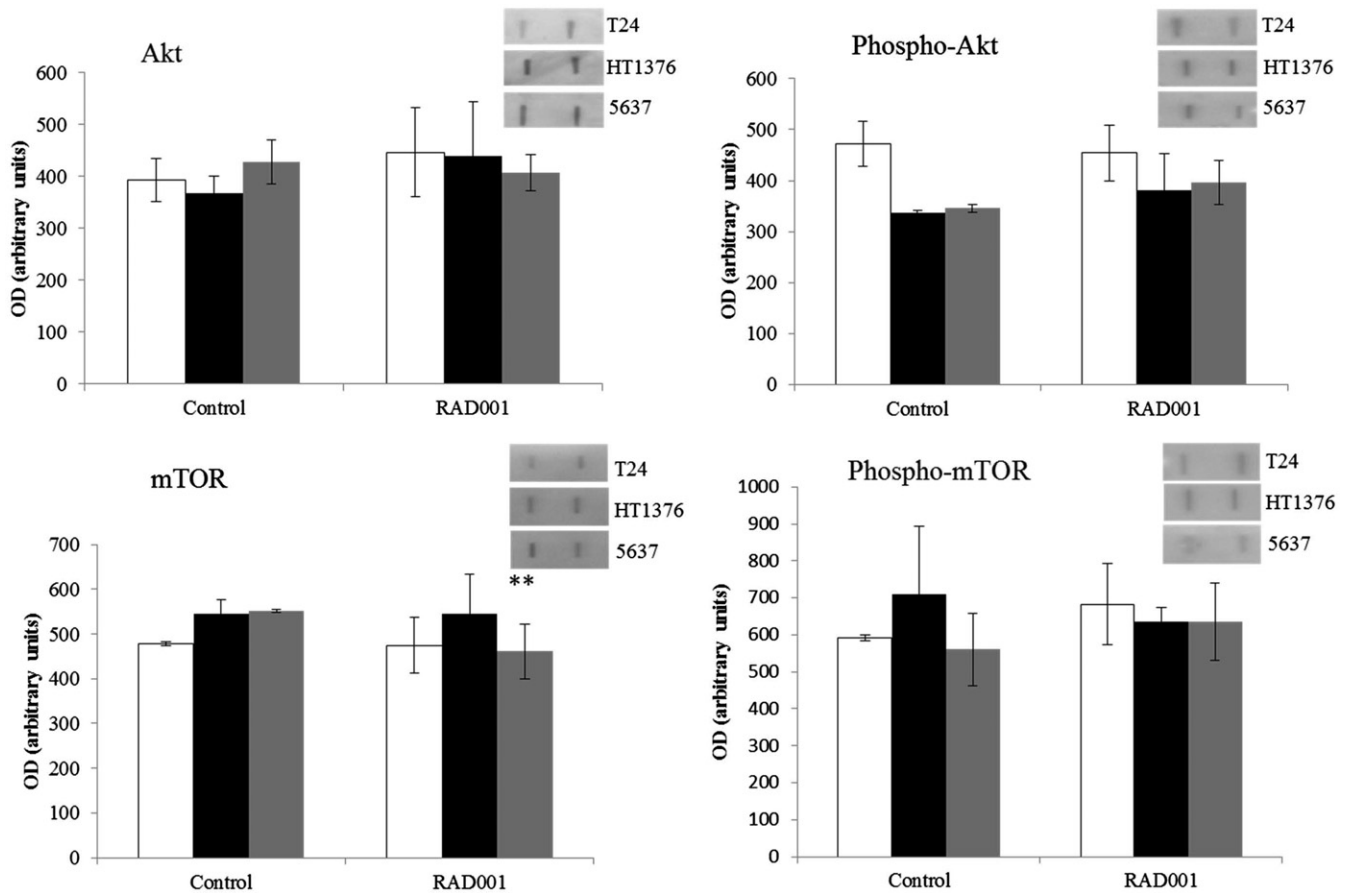 Akt
T24
HT1376
5637
OD (arbitrary units)
600
500
400
300
200
100
0
Control
RAD001
Phospho-Akt
T24
HT1376
5637
OD (arbitrary units)
600
500
400
300
200
100
0
Control
RAD001
mTOR
T24
HT1376
5637
**
OD (arbitrary units)
700
600
500
400
300
200
100
0
Control
RAD001
Phospho-mTOR
T24
HT1376
5637
OD (arbitrary units)
1000
900
800
700
600
500
400
300
200
100
0
Control
RAD001